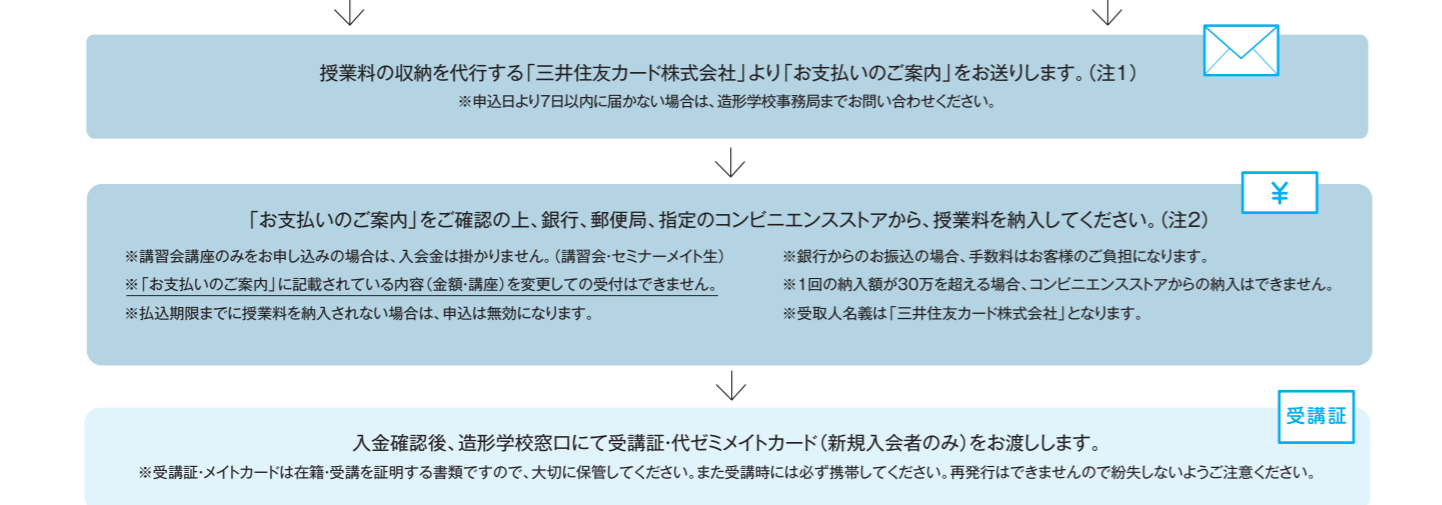 授業料の収納を代行する「三井住友カード株式会社」より「お支払いのご案内」をお送りします。(注1)
※申込日より7日以内に届かない場合は、造形学校事務局までお問い合わせください。
¥
「お支払いのご案内」をご確認の上、銀行、郵便局、指定のコンビニエンスストアから、授業料を納入してください。(注2)
※講習会講座のみをお申し込みの場合は、入会金は掛かりません。(講習会・セミナーメイト生)
※「お支払いのご案内」に記載されている内容(金額・講座)を変更しての受付はできません。
※払込期限までに授業料を納入されない場合は、申込は無効になります。
※銀行からのお振込の場合、手数料はお客様のご負担になります。
※1回の納入額が30万を超える場合、コンビニエンスストアからの納入はできません。
※受取人名義は「三井住友カード株式会社」となります。
受講証
入金確認後、造形学校窓口にて受講証・代ゼミメイトカード(新規入会者のみ)をお渡しします。
※受講証・メイトカードは在籍・受講を証明する書類ですので、大切に保管してください。また受講時には必ず携帯してください。再発行はできませんので紛失しないようご注意ください。